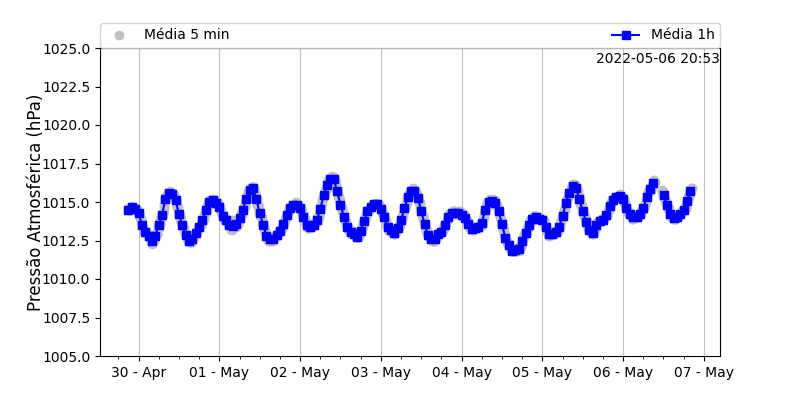 Média 5 min
Média 1h
2022-05-06 20:53
Pressão Atmosférica (hPa)
1025.0
1022.5
1020.0
1017.5
1015.0
1012.5
1010.0
1007.5
1005.0
30 - Apr
01 - May
02 - May
03 - May
04 - May
05 - May
06 - May
07 - May